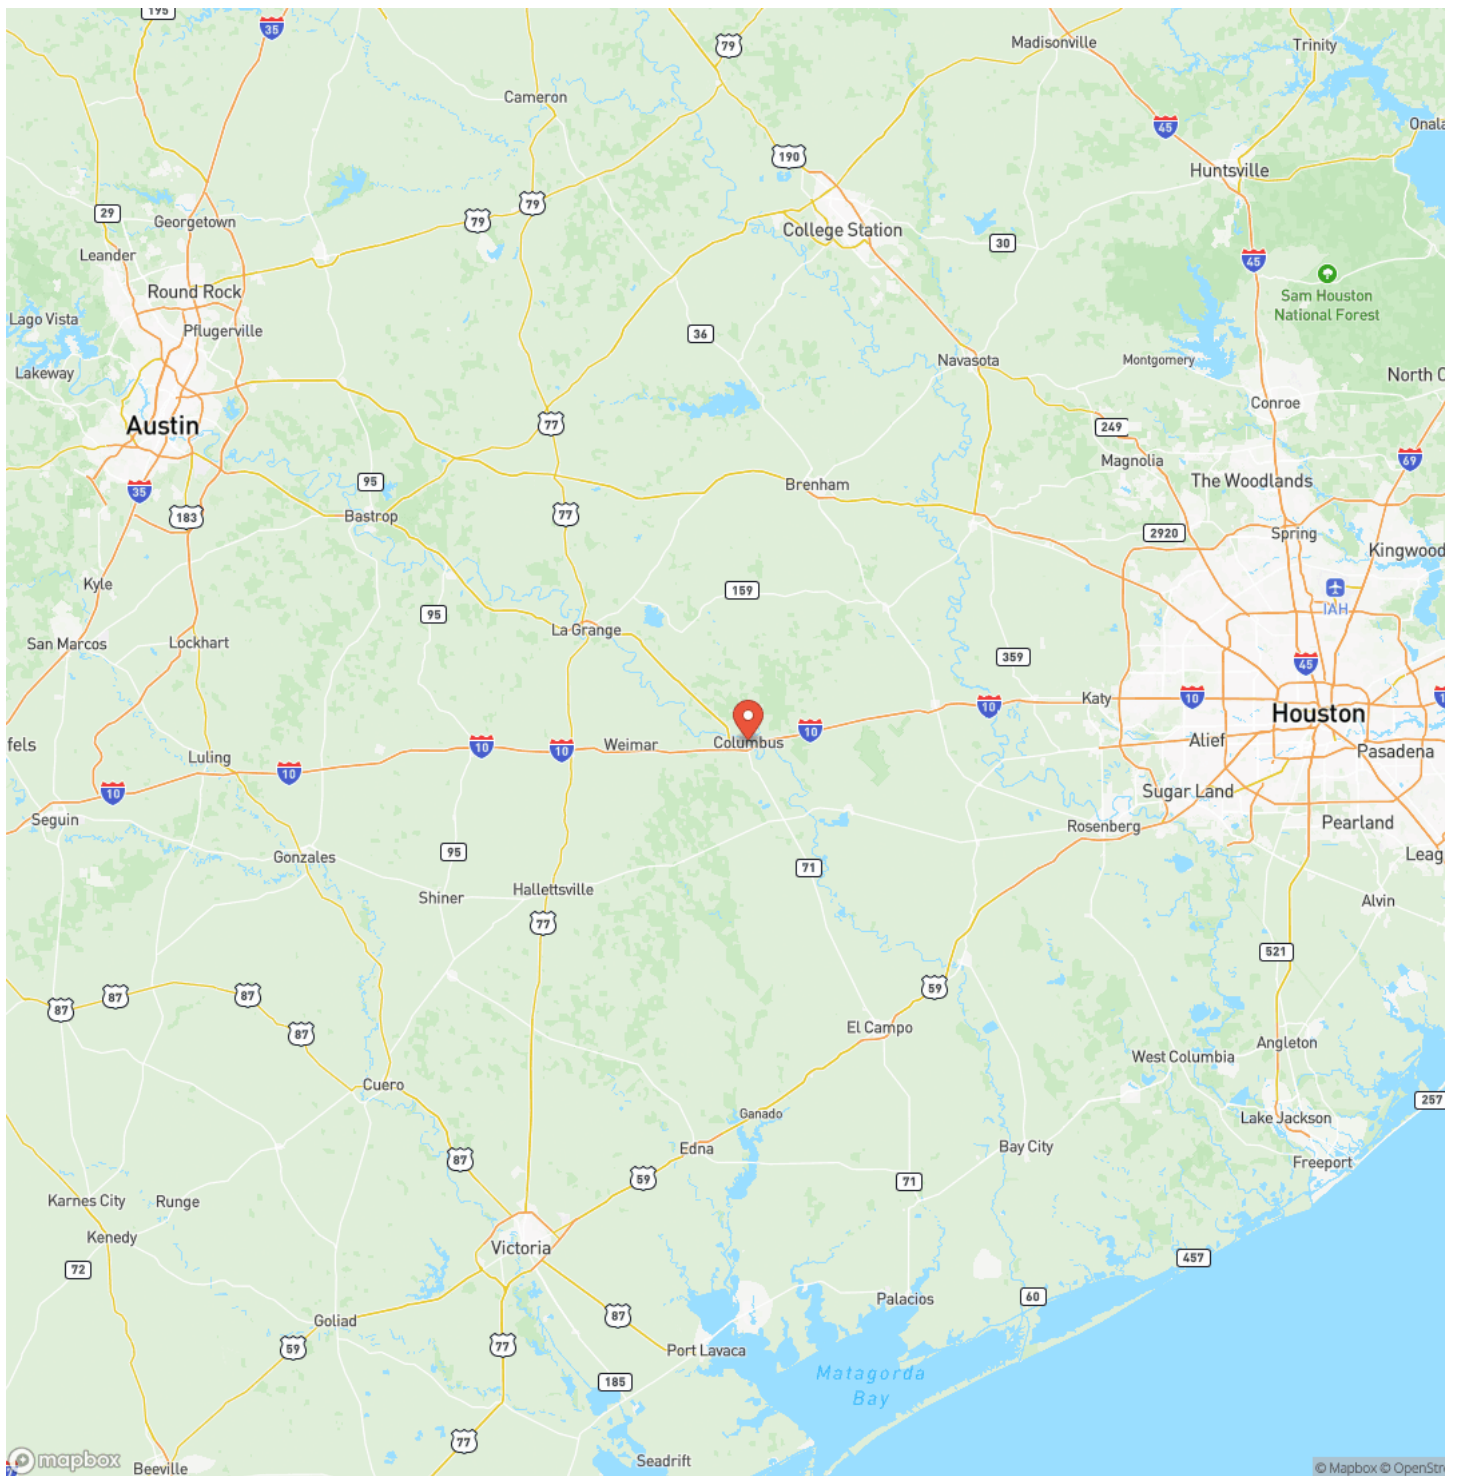 195
35
79
Madisonville
Trinity
Cameron
45
Onala
190
Huntsville
29
Georgetown
79
79
College Station
30
Leander
45
Round Rock
Sam Houston
National Forest
Lago Vista
Pflugerville
36
Navasota
Montgomery
Lakeway
North C
Conroe
Austin
77
249
Magnolia
69
95
Brenham
The Woodlands
35
183
Bastrop
77
2920
Spring
Kingwood
Kyle
159
IAH
95
San Marcos
Lockhart
La Grange
359
45
Katy
10
10
10
Houston
fels
Luling
10
10
Weimar
Columbus
10
Alief
Pasadena
10
10
Sugar Land
Seguin
Rosenberg
Pearland
Gonzales
95
71
Leag
Shiner
Hallettsville
Alvin
77
521
87
87
87
59
87
El Campo
Angleton
West Columbia
Cuero
257
Ganado
Lake Jackson
Edna
Bay City
87
59
71
Freeport
Karnes City
Runge
Kenedy
Victoria
72
457
Palacios
60
Goliad
87
59
77
Port Lavaca
Matagorda
Bay
185
77
mapbox
Seadrift
Beeville
© Mapbox © OpenStr